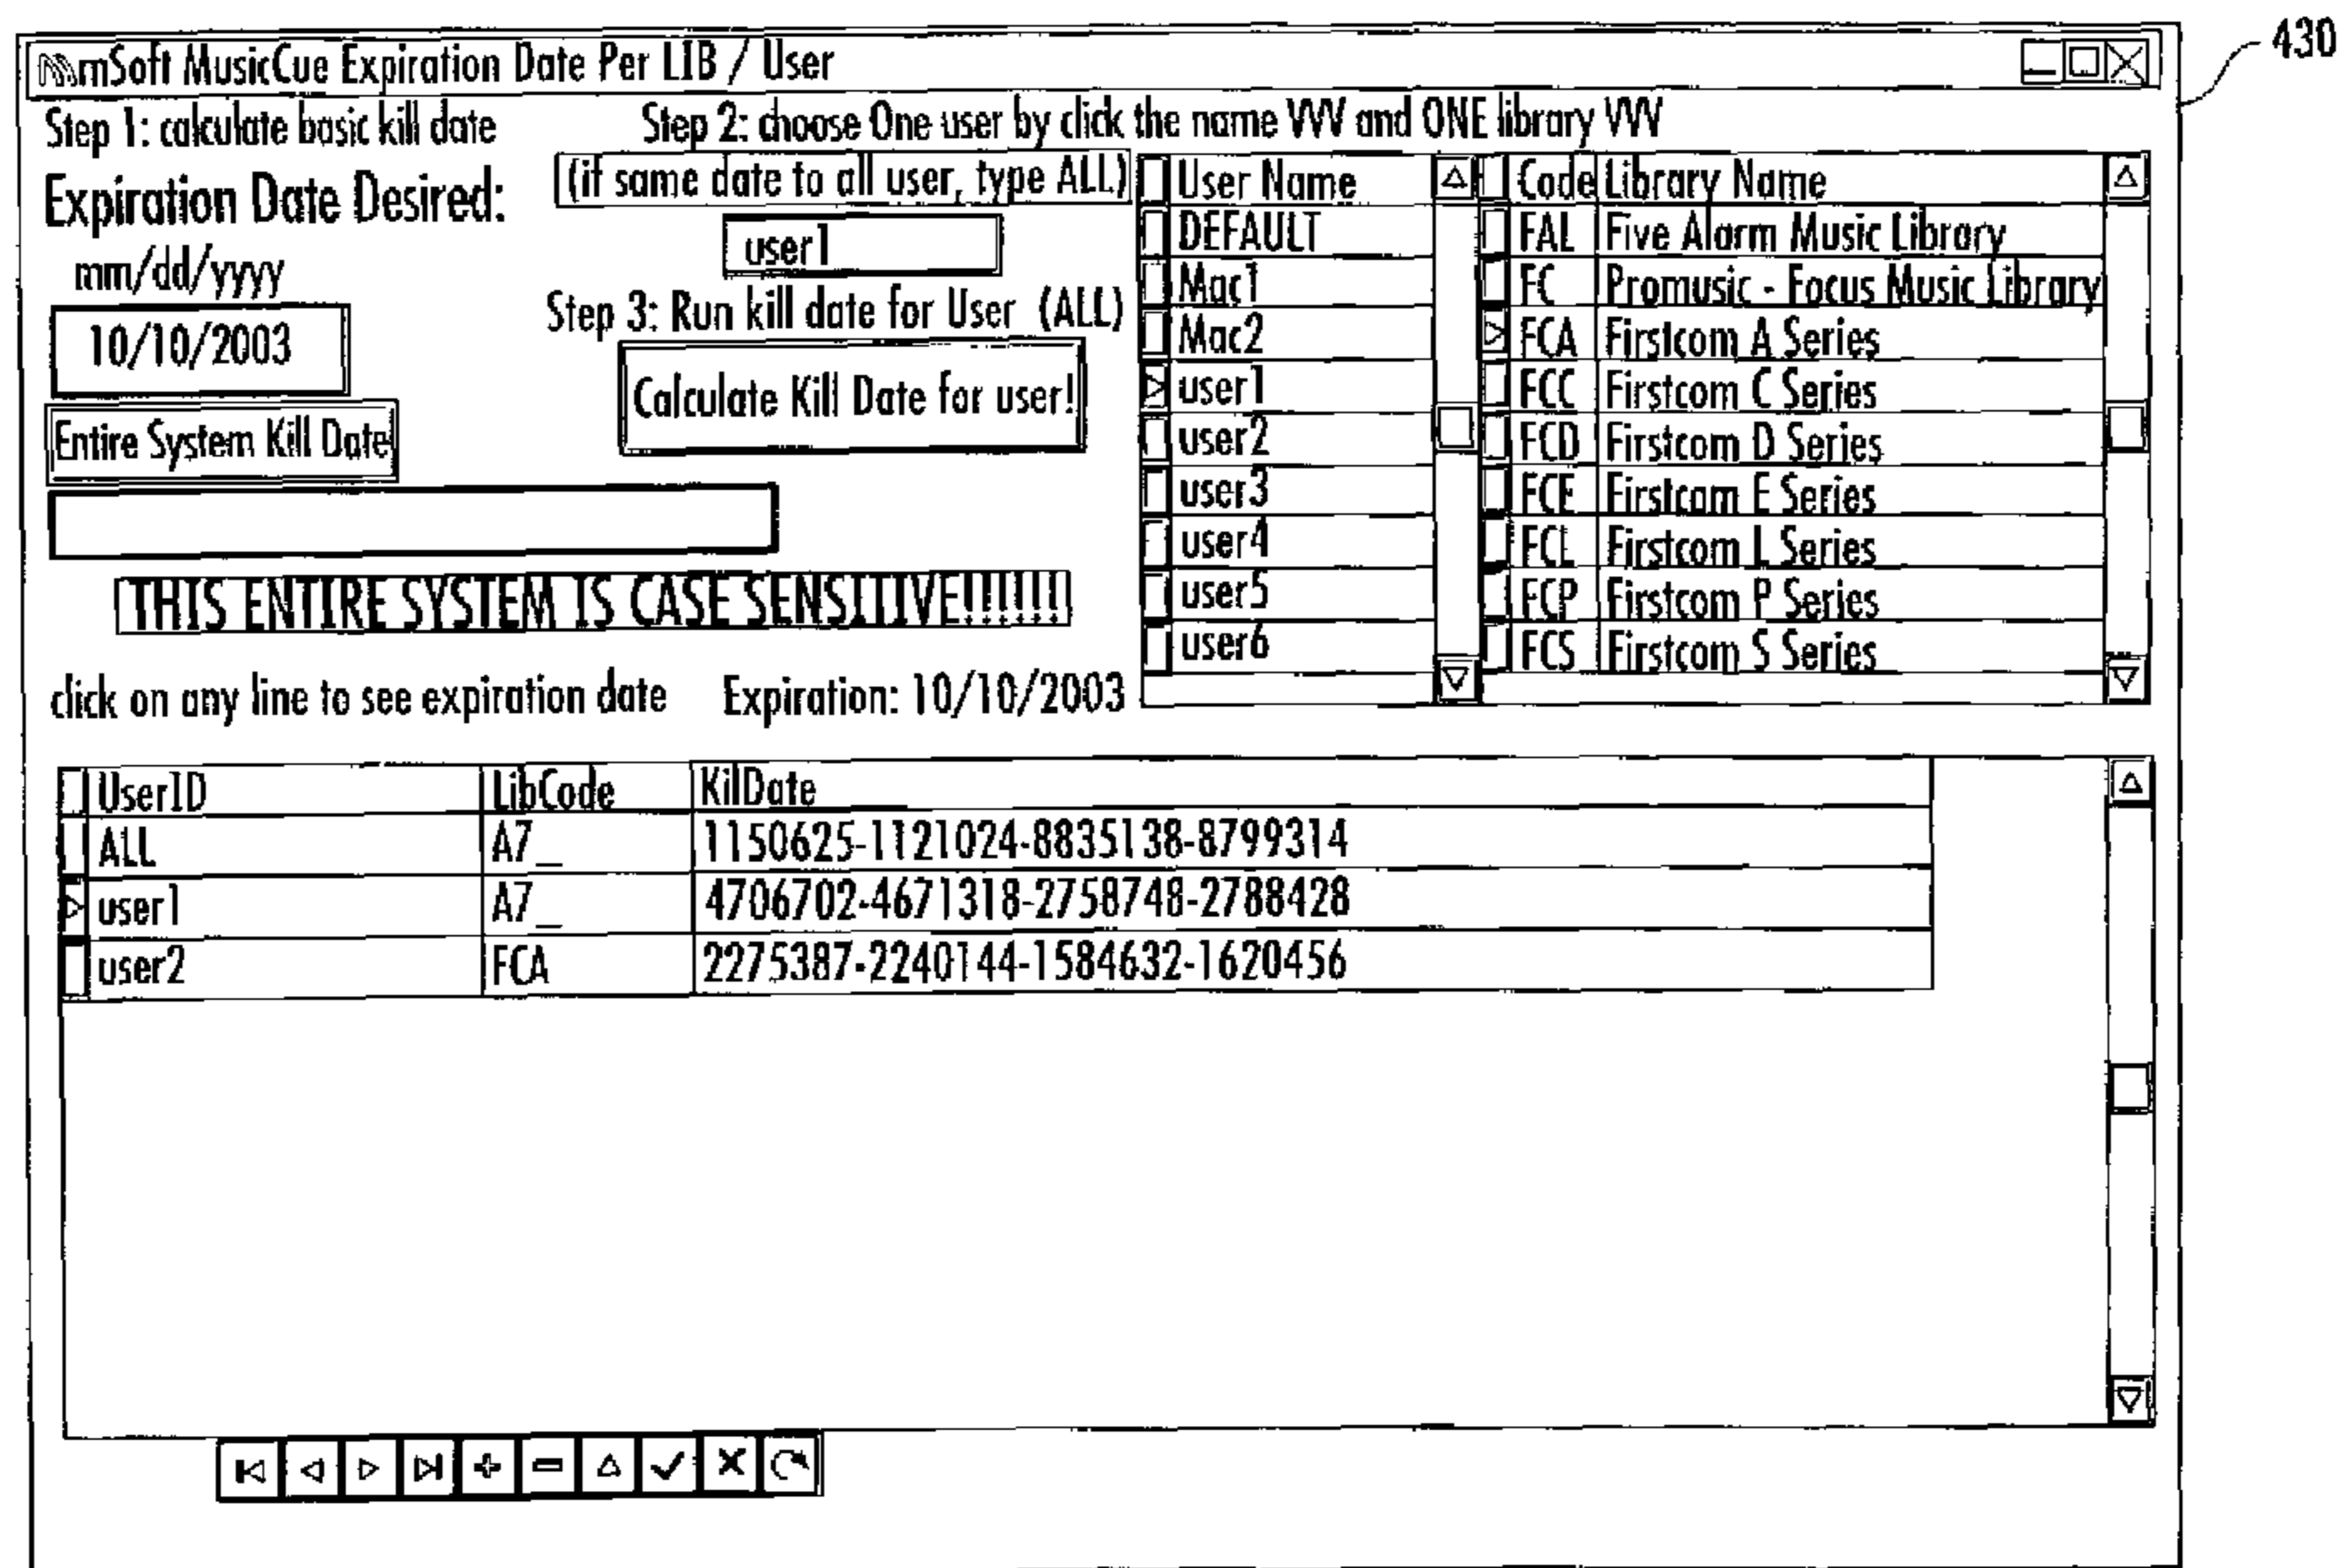 mSoft MusicCue Expiration Date Per LIB / User
430
Step 1: calculate basic kill date
Expiration Date Desired:
mm/dd/yyyy
10/10/2003
Entire System Kill Date
Step 2: choose One user by click the name VVV and ONE library VVV
(if same date to all user, type ALL)
user1
Step 3: Run kill date for User (ALL)
Calculate Kill Date for user!
THIS ENTIRE SYSTEM IS CASE SENSITIVE!!!!!!
click on any line to see expiration date Expiration: 10/10/2003
User Name
DEFAULT
Mac1
Mac2
user1
user2
user3
user4
user5
user6
Code Library Name
FAL Five Alarm Music Library
FC Promusic - Focus Music Library
FCA Firstcom A Series
FCC Firstcom C Series
FCD Firstcom D Series
FCE Firstcom E Series
FCL Firstcom L Series
FCP Firstcom P Series
FCS Firstcom S Series
UserID LibCode KilDate
ALL A7_ 1150625-1121024-8835138-8799314
user1 A7_ 4706702-4671318-2758748-2788428
user2 FCA 2275387-2240144-1584632-1620456